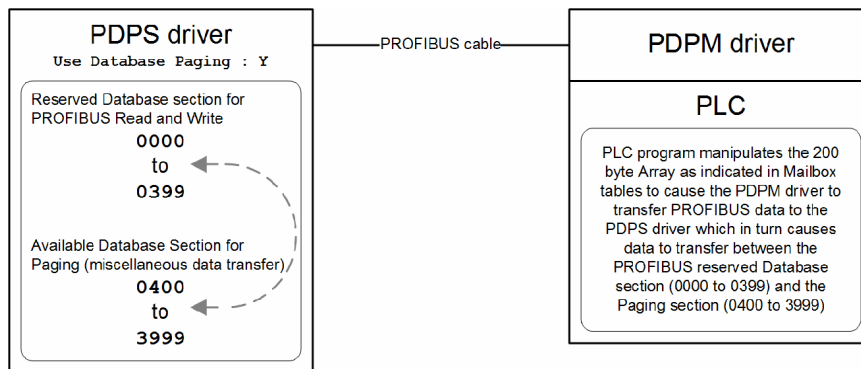 PDPS driver
Use Database Paging : Y
Reserved Database section for
PROFIBUS Read and Write
0000
to
0399
Available Database Section for
Paging (miscellaneous data transfer)
0400
to
3999
PROFIBUS cable
PDPM driver
PLC
PLC program manipulates the 200
byte Array as indicated in Mailbox
tables to cause the PDPM driver to
transfer PROFIBUS data to the
PDPS driver which in turn causes
data to transfer between the
PROFIBUS reserved Database
section (0000 to 0399) and the
Paging section (0400 to 3999)